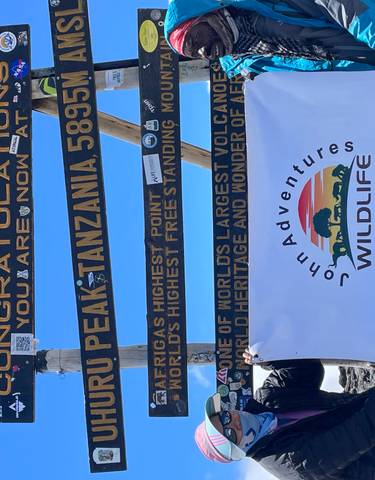 CONGRATULATIONS
YOU ARE NOW AT
UHURU PEAK TANZANIA 5895M AMSL
AFRICA'S HIGHEST POINT
WORLD'S HIGHEST FREE STANDING MOUNTAIN
ONE OF WORLD'S LARGEST VOLCANOES
WORLD HERITAGE AND WONDER OF AFR
John Adventures
WILDLIFE